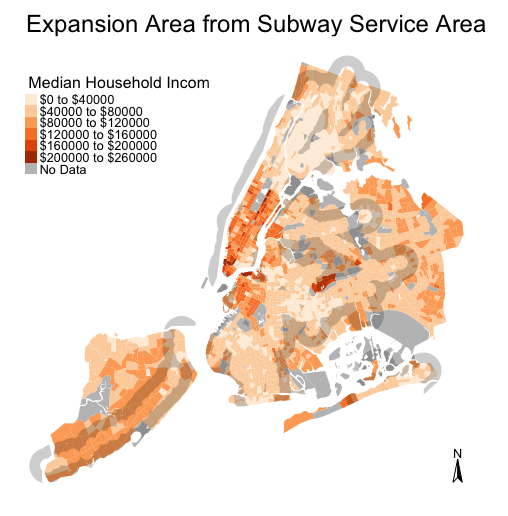 Expansion Area from Subway Service Area
Median Household Incom
$0 to $40000
$40000 to $80000
$80000 to $120000
$120000 to $160000
$160000 to $200000
$200000 to $260000
No Data
N